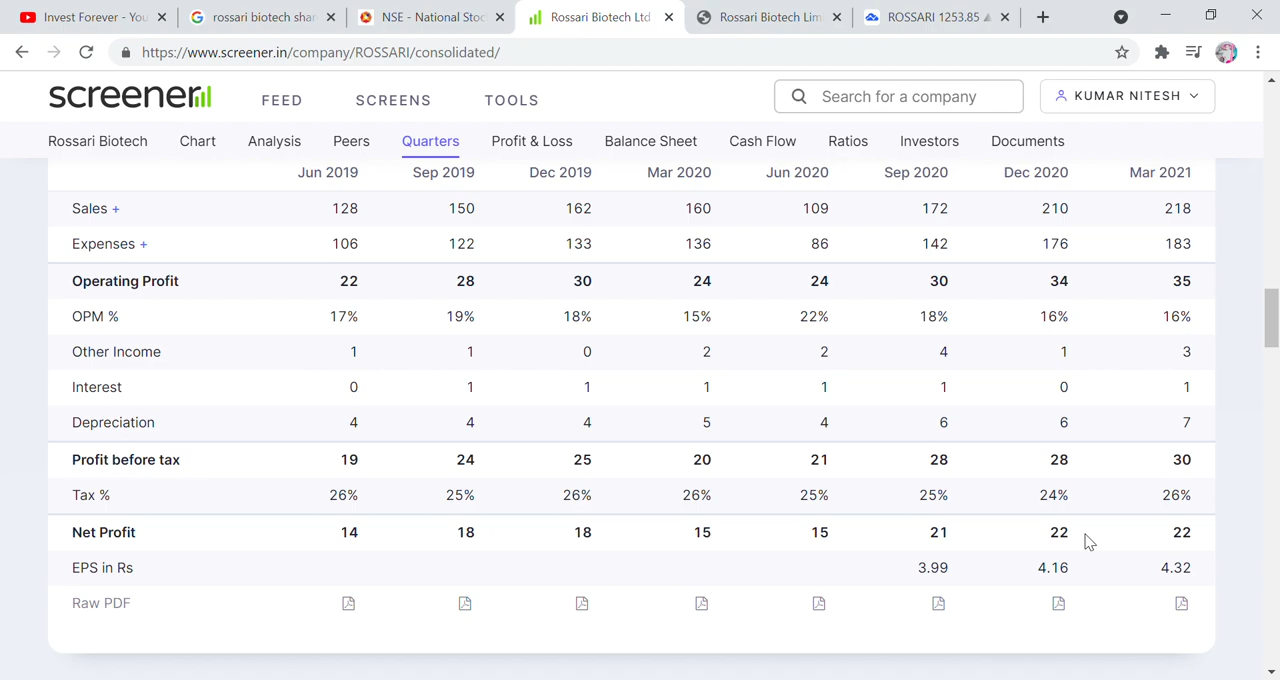 Invest Forever - You
rossari biotech shar
NSE - National Stoc
Rossari Biotech Ltd
Rossari Biotech Lim
ROSSARI 1253.85
https://www.screener.in/company/ROSSARI/consolidated/
screener
FEED SCREENS TOOLS
Search for a company
KUMAR NITESH
Rossari Biotech Chart Analysis Peers Quarters Profit & Loss Balance Sheet Cash Flow Ratios Investors Documents
Jun 2019 Sep 2019 Dec 2019 Mar 2020 Jun 2020 Sep 2020 Dec 2020 Mar 2021
Sales + 128 150 162 160 109 172 210 218
Expenses + 106 122 133 136 86 142 176 183
Operating Profit 22 28 30 24 24 30 34 35
OPM % 17% 19% 18% 15% 22% 18% 16% 16%
Other Income 1 1 0 2 2 4 1 3
Interest 0 1 1 1 1 1 0 1
Depreciation 4 4 4 5 4 6 6 7
Profit before tax 19 24 25 20 21 28 28 30
Tax % 26% 25% 26% 26% 25% 25% 24% 26%
Net Profit 14 18 18 15 15 21 22 22
EPS in Rs 3.99 4.16 4.32
Raw PDF